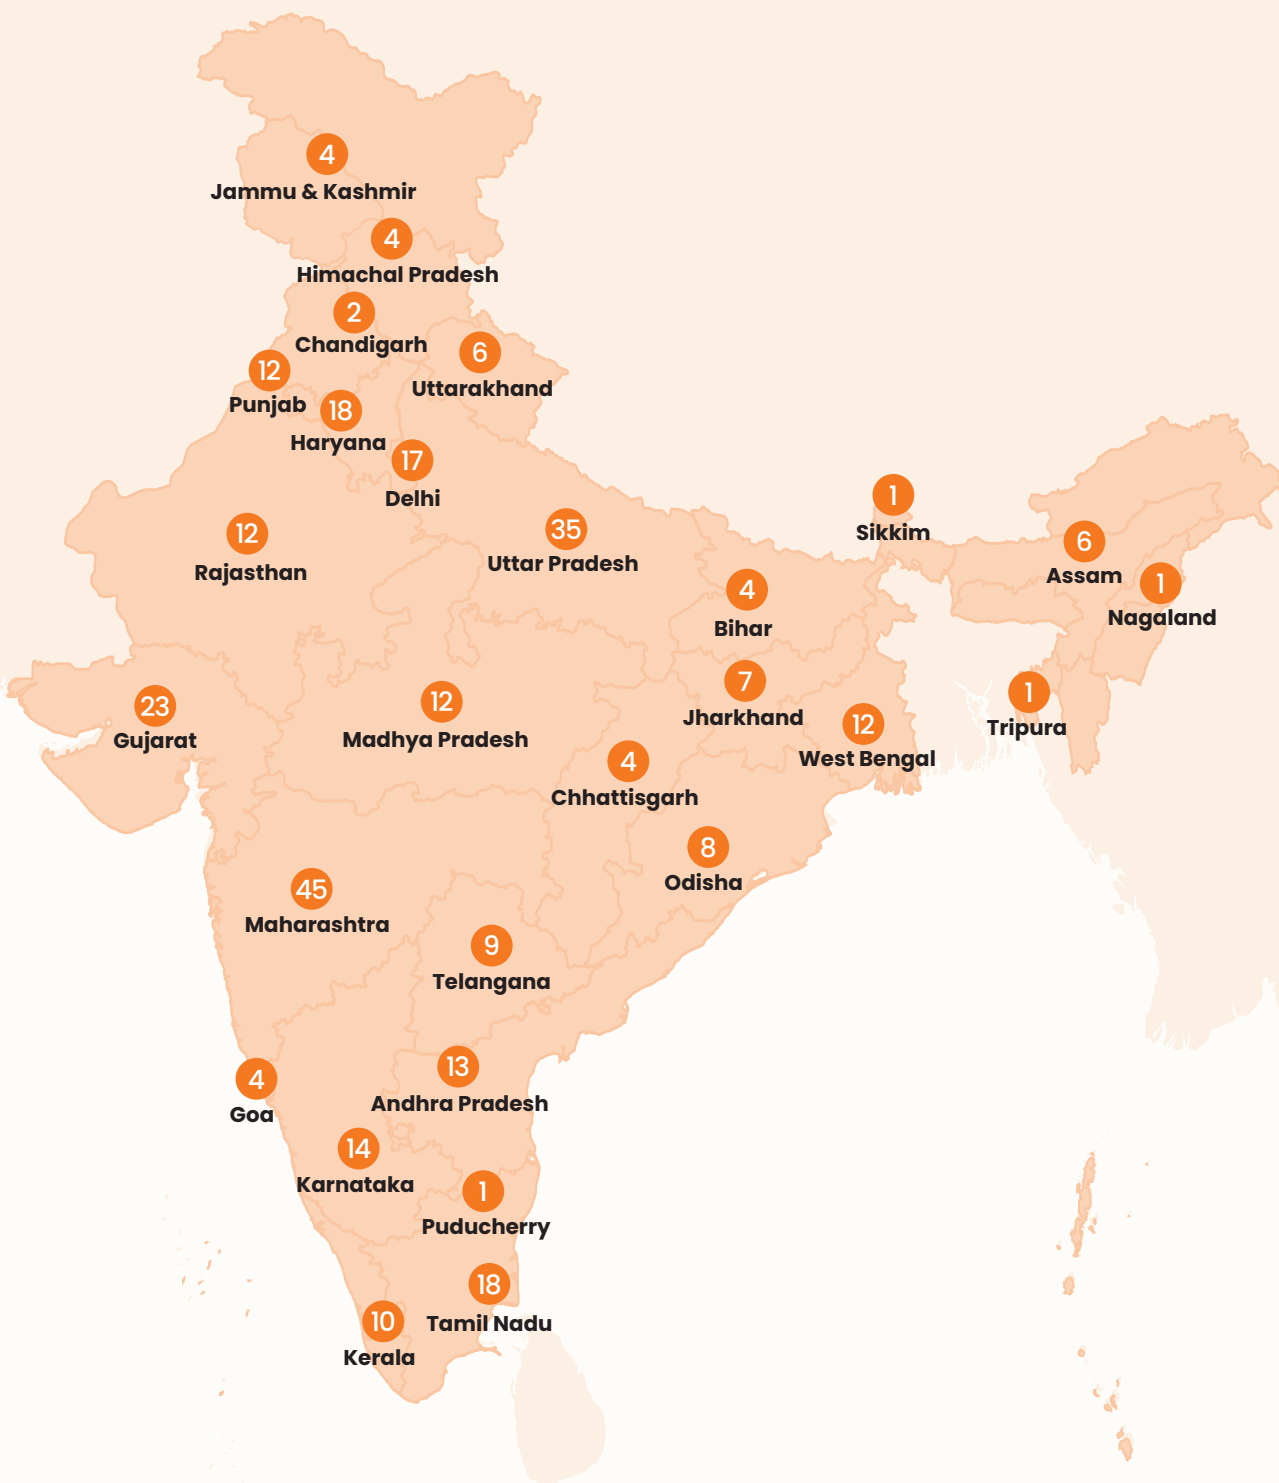 4
Jammu & Kashmir
4
Himachal Pradesh
2
Chandigarh
6
Uttarakhand
12
Punjab
18
Haryana
17
Delhi
1
Sikkim
12
Rajasthan
35
Uttar Pradesh
6
Assam
1
Nagaland
4
Bihar
7
Jharkhand
1
Tripura
23
Gujarat
12
Madhya Pradesh
12
West Bengal
4
Chhattisgarh
8
Odisha
45
Maharashtra
9
Telangana
4
Goa
13
Andhra Pradesh
14
Karnataka
1
Puducherry
18
Tamil Nadu
10
Kerala